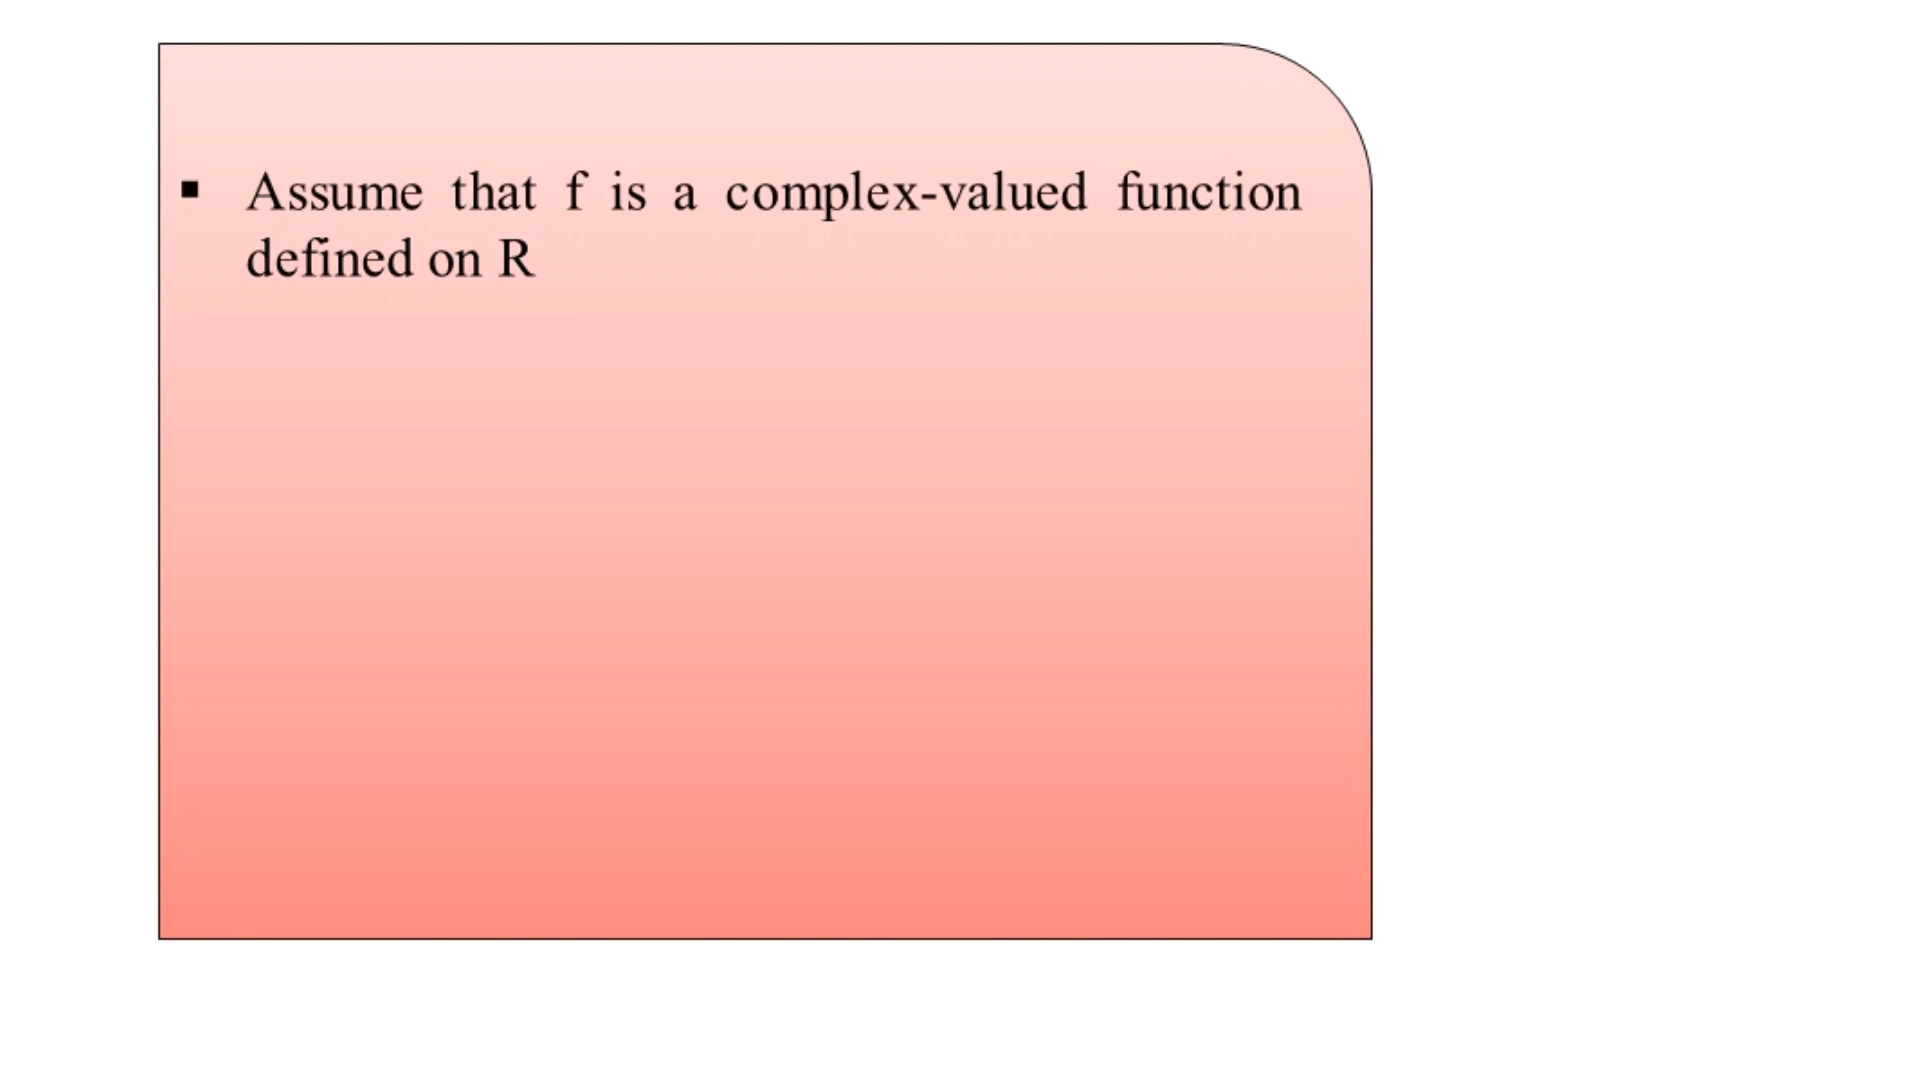 ▪ Assume that f is a complex-valued function
defined on R